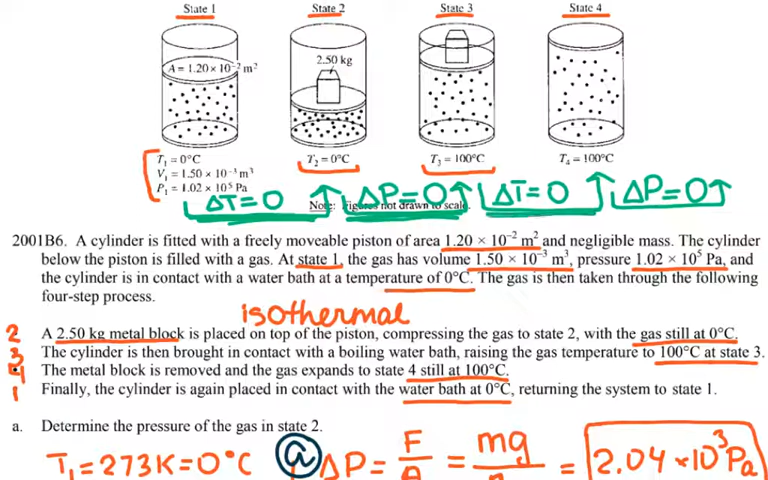 State 1 State 2 State 3 State 4
2.50 kg
A = 1.20 × 10⁻² m²
T₁ = 0°C T₂ = 0°C T₃ = 100°C T₄ = 100°C
V₁ = 1.50 × 10⁻³ m³
P₁ = 1.02 × 10⁵ Pa
ΔT=0 ↑ ΔP=0↑ ΔT=0 ↑ ΔP=0↑
Note: Figures not drawn to scale.
2001B6. A cylinder is fitted with a freely moveable piston of area 1.20 × 10⁻² m² and negligible mass. The cylinder
below the piston is filled with a gas. At state 1, the gas has volume 1.50 × 10⁻³ m³, pressure 1.02 × 10⁵ Pa, and
the cylinder is in contact with a water bath at a temperature of 0°C. The gas is then taken through the following
four-step process.
isothermal
2 A 2.50 kg metal block is placed on top of the piston, compressing the gas to state 2, with the gas still at 0°C.
3 The cylinder is then brought in contact with a boiling water bath, raising the gas temperature to 100°C at state 3.
4 The metal block is removed and the gas expands to state 4 still at 100°C.
1 Finally, the cylinder is again placed in contact with the water bath at 0°C, returning the system to state 1.
a. Determine the pressure of the gas in state 2.
T₁=273K=0°C @ ΔP= F/A = mg = 2.04×10³Pa